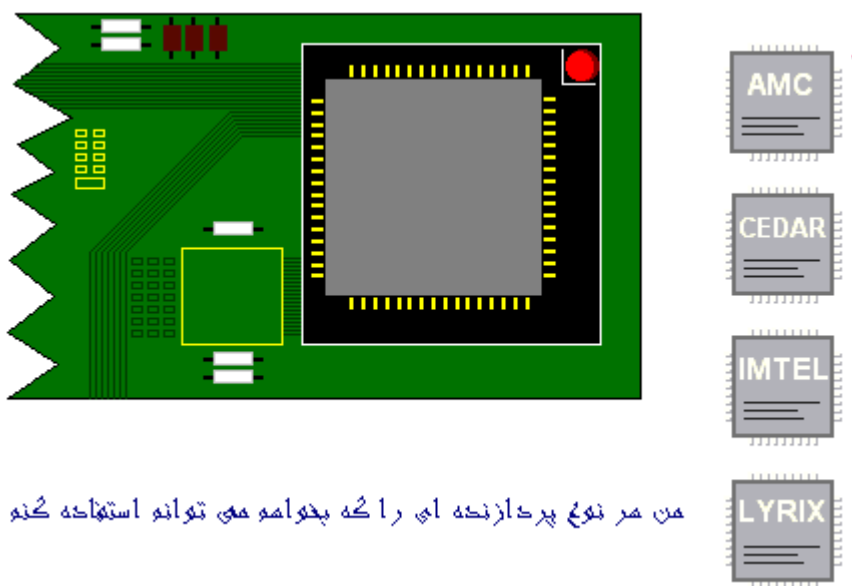 AMC
CEDAR
IMTEL
LYRIX
من هر نوع پردازنده ای را که بخواهم می توانم استفاده کنم